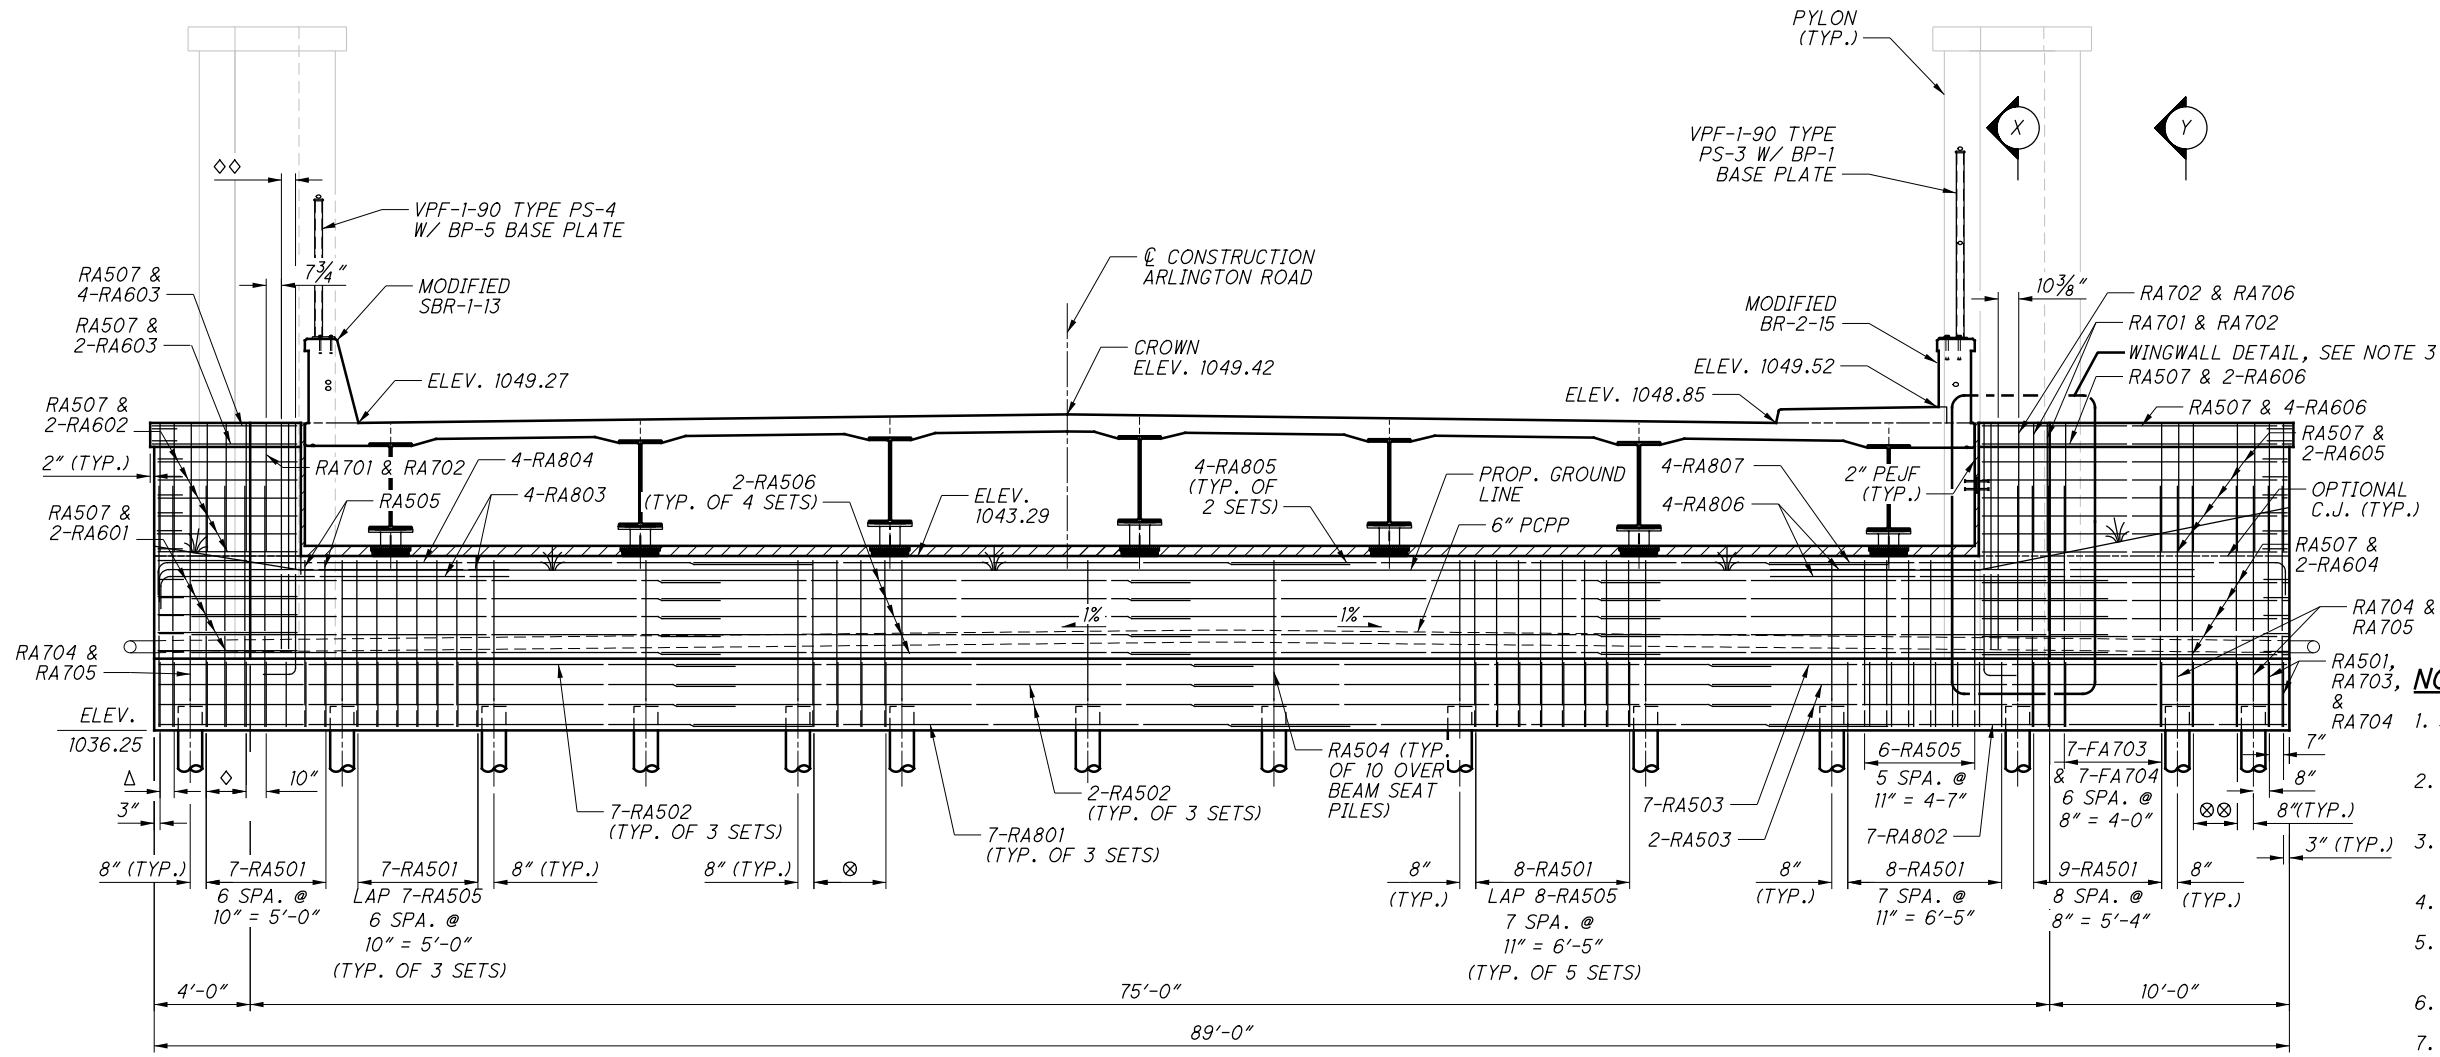 PYLON
(TYP.)
X
Y
VPF-1-90 TYPE
PS-3 W/ BP-1
BASE PLATE
◊◊
VPF-1-90 TYPE PS-4
W/ BP-5 BASE PLATE
7¾"
RA507 &
4-RA603
MODIFIED
SBR-1-13
℄ CONSTRUCTION
ARLINGTON ROAD
10⅜"
RA702 & RA706
RA507 &
2-RA603
MODIFIED
BR-2-15
RA701 & RA702
CROWN
ELEV. 1049.42
WINGWALL DETAIL, SEE NOTE 3
ELEV. 1049.27
ELEV. 1049.52
RA507 & 2-RA606
ELEV. 1048.85
RA507 &
2-RA602
RA507 & 4-RA606
RA507 &
2-RA605
2" (TYP.)
RA701 & RA702
4-RA804
4-RA803
RA505
2-RA506
(TYP. OF 4 SETS)
ELEV.
1043.29
4-RA805
(TYP. OF
2 SETS)
PROP. GROUND
LINE
6" PCPP
4-RA807
4-RA806
2" PEJF
(TYP.)
OPTIONAL
C.J. (TYP.)
RA507 &
2-RA601
RA507 &
2-RA604
1%
1%
RA704 &
RA705
RA704 &
RA705
RA501,
RA703,
&
RA704
NO
1.
2.
3.
4.
5.
6.
7.
ELEV.
1036.25
Δ
◊
10"
3"
7-RA502
(TYP. OF 3 SETS)
7-RA801
(TYP. OF 3 SETS)
2-RA502
(TYP. OF 3 SETS)
RA504 (TYP.
OF 10 OVER
BEAM SEAT
PILES)
7-RA503
2-RA503
7-RA802
6-RA505
5 SPA. @
11" = 4-7"
7-FA703
& 7-FA704
6 SPA. @
8" = 4-0"
7"
8"
⊗⊗
8"(TYP.)
3" (TYP.)
8" (TYP.)
7-RA501
6 SPA. @
10" = 5'-0"
7-RA501
LAP 7-RA505
6 SPA. @
10" = 5'-0"
(TYP. OF 3 SETS)
8" (TYP.)
8" (TYP.)
⊗
8"
(TYP.)
8-RA501
LAP 8-RA505
7 SPA. @
11" = 6'-5"
(TYP. OF 5 SETS)
8"
(TYP.)
8-RA501
7 SPA. @
11" = 6'-5"
9-RA501
8 SPA. @
8" = 5'-4"
8"
(TYP.)
4'-0"
75'-0"
10'-0"
89'-0"